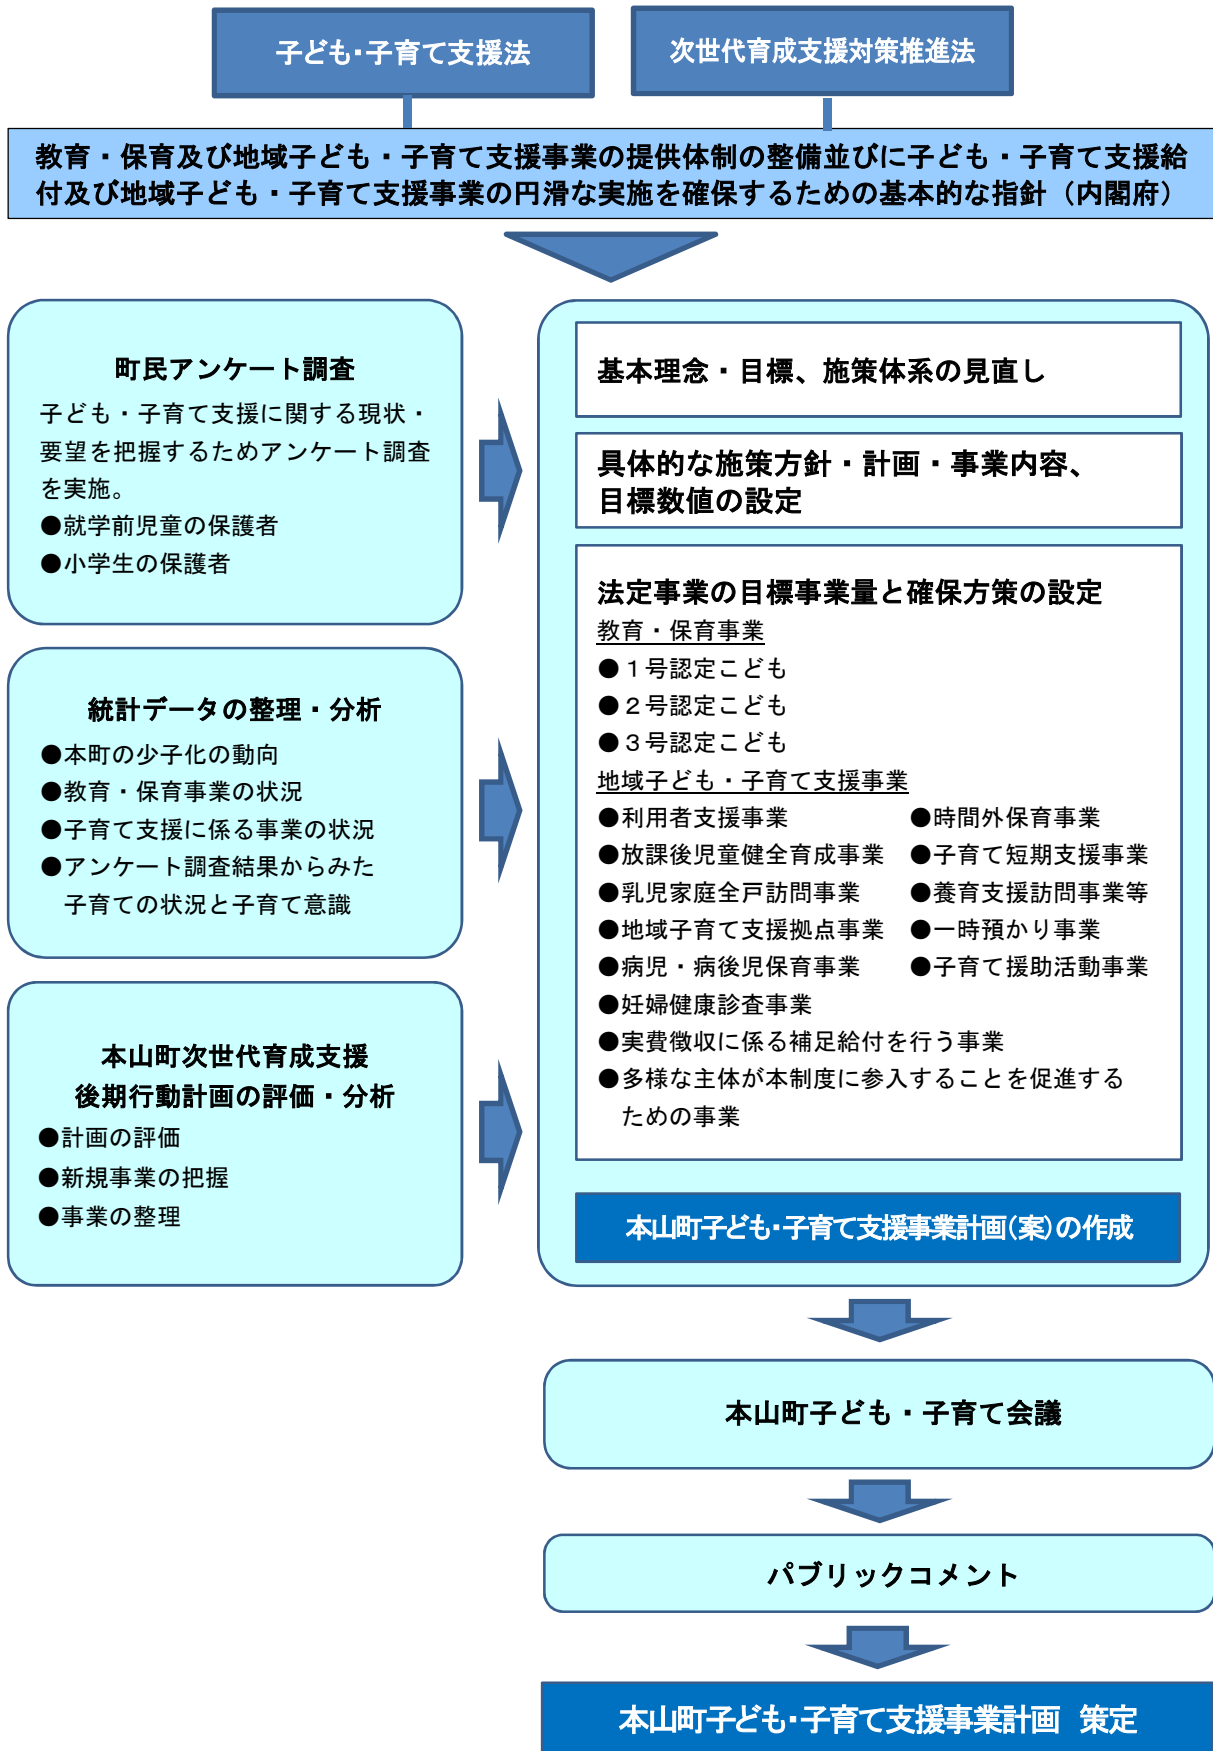 子ども・子育て支援法
次世代育成支援対策推進法
教育・保育及び地域子ども・子育て支援事業の提供体制の整備並びに子ども・子育て支援給
付及び地域子ども・子育て支援事業の円滑な実施を確保するための基本的な指針（内閣府）
町民アンケート調査
子ども・子育て支援に関する現状・
要望を把握するためアンケート調査
を実施。
●就学前児童の保護者
●小学生の保護者
統計データの整理・分析
●本町の少子化の動向
●教育・保育事業の状況
●子育て支援に係る事業の状況
●アンケート調査結果からみた
子育ての状況と子育て意識
本山町次世代育成支援
後期行動計画の評価・分析
●計画の評価
●新規事業の把握
●事業の整理
基本理念・目標、施策体系の見直し
具体的な施策方針・計画・事業内容、
目標数値の設定
法定事業の目標事業量と確保方策の設定
教育・保育事業
●１号認定こども
●２号認定こども
●３号認定こども
地域子ども・子育て支援事業
●利用者支援事業　●時間外保育事業
●放課後児童健全育成事業　●子育て短期支援事業
●乳児家庭全戸訪問事業　●養育支援訪問事業等
●地域子育て支援拠点事業　●一時預かり事業
●病児・病後児保育事業　●子育て援助活動事業
●妊婦健康診査事業
●実費徴収に係る補足給付を行う事業
●多様な主体が本制度に参入することを促進する
ための事業
本山町子ども・子育て支援事業計画（案）の作成
本山町子ども・子育て会議
パブリックコメント
本山町子ども・子育て支援事業計画　策定